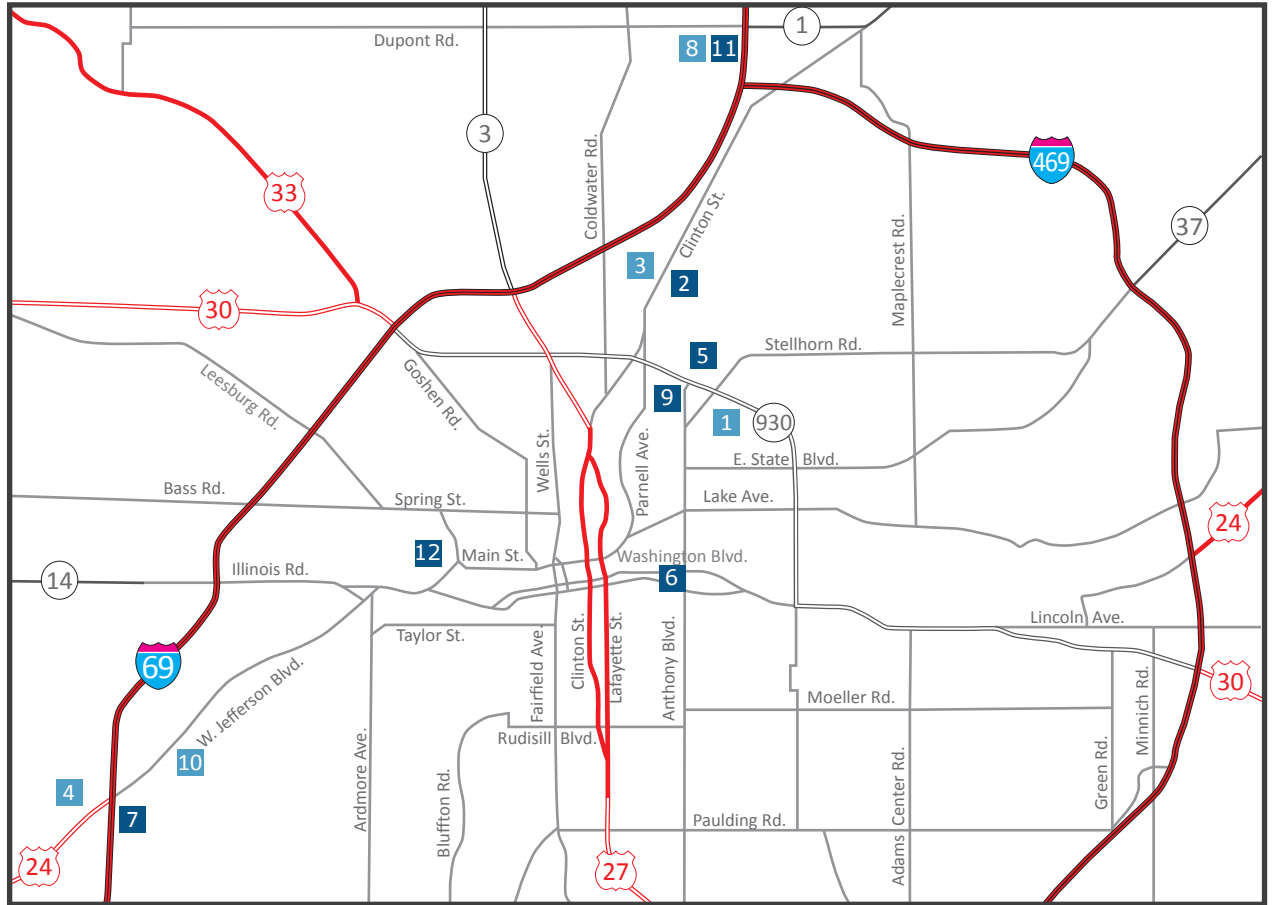 1
Dupont Rd.
8
11
3
33
Coldwater Rd.
469
Clinton St.
Maplecrest Rd.
37
3
2
30
Stellhorn Rd.
5
Leesburg Rd.
Goshen Rd.
9
1
930
Wells St.
Parnell Ave.
E. State Blvd.
Bass Rd.
Spring St.
Lake Ave.
24
12
Main St.
Washington Blvd.
14
Illinois Rd.
6
Lincoln Ave.
Taylor St.
69
Fairfield Ave.
Clinton St.
Lafayette St.
Anthony Blvd.
30
W. Jefferson Blvd.
Moeller Rd.
Minnich Rd.
Rudisill Blvd.
10
4
Ardmore Ave.
Bluffton Rd.
Green Rd.
7
Paulding Rd.
Adams Center Rd.
24
27